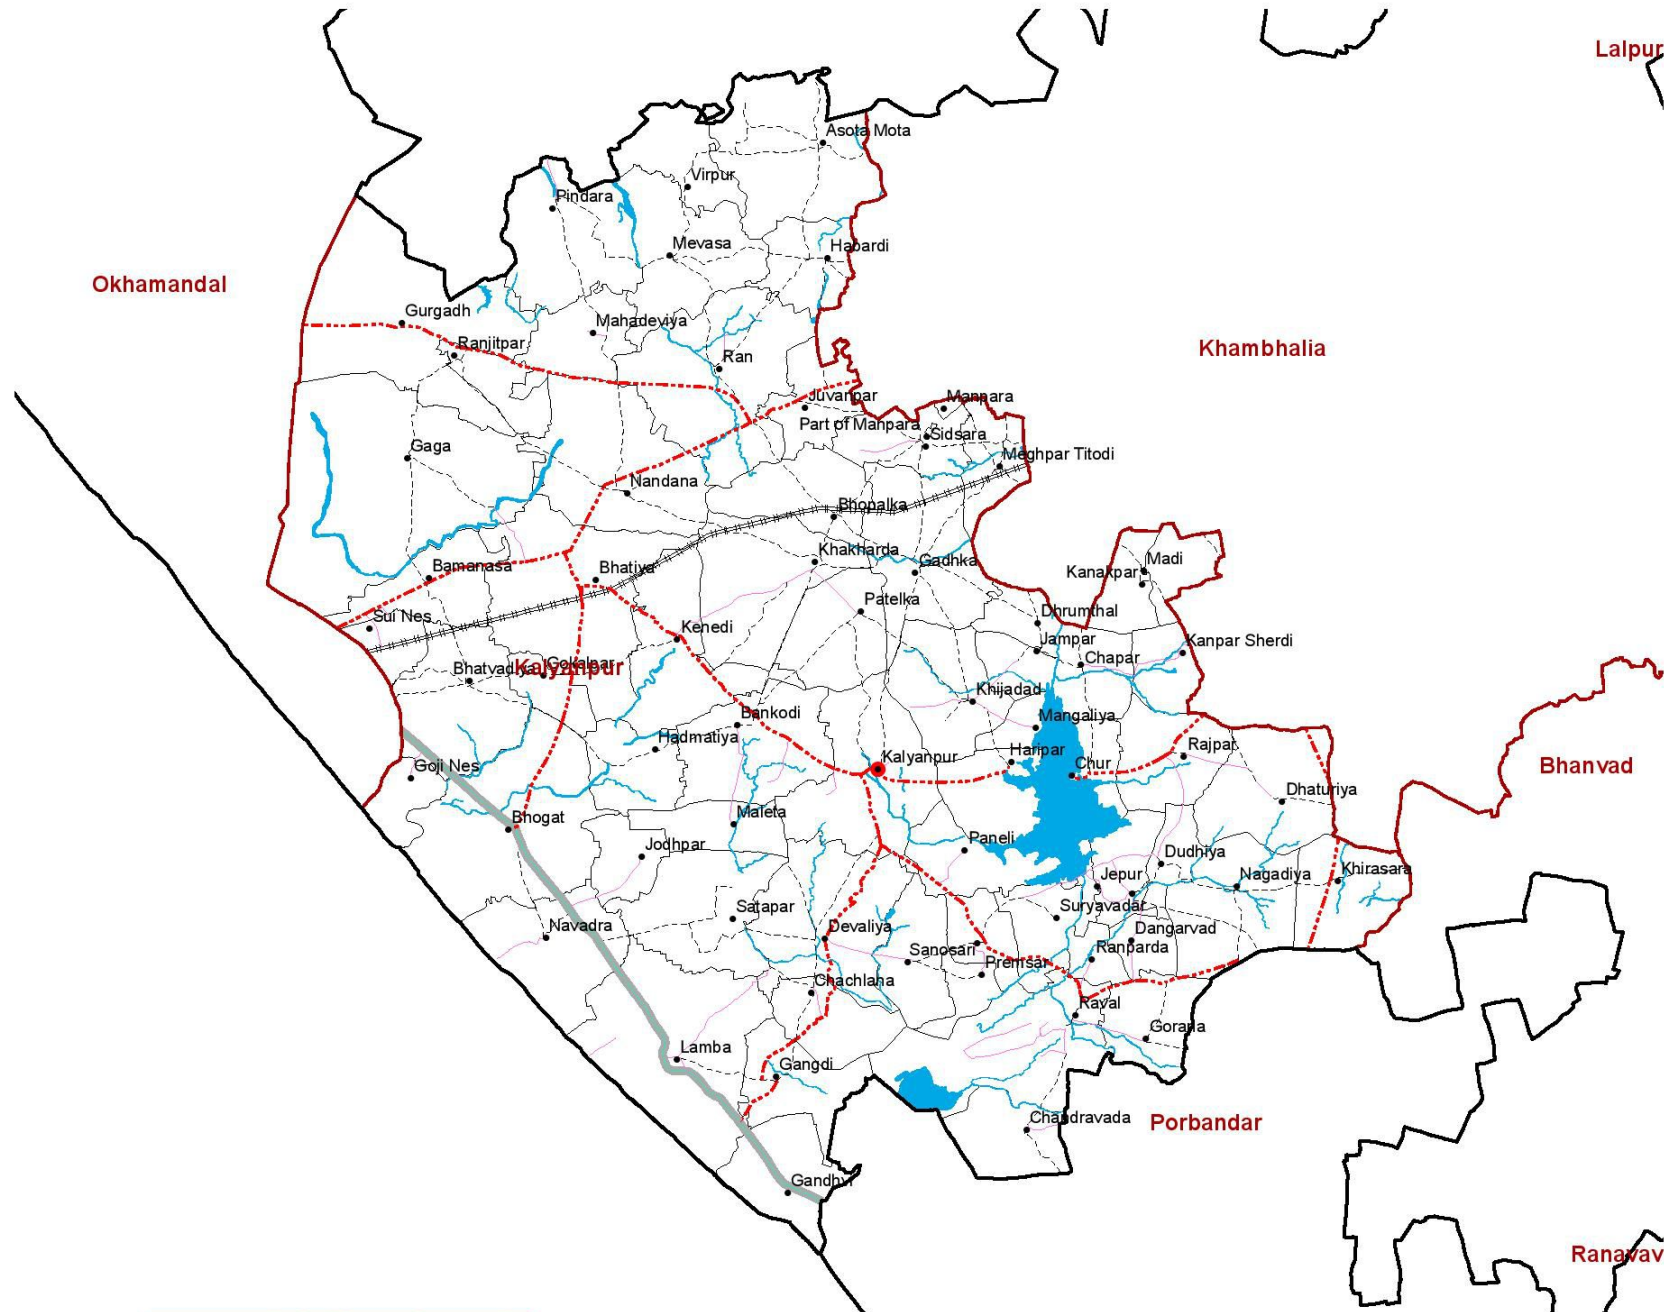 Lalpur
Asota Mota
Virpur
Pindara
Mevasa
Habardi
Okhamandal
Gurgadh
Mahadeviya
Ranjitpar
Ran
Khambhalia
Juvanpar
Manpara
Part of Manpara
Sidsara
Gaga
Meghpar Titodi
Nandana
Bhopalka
Khakharda
Gadhka
Bamanasa
Bhatiya
Madi
Kanakpar
Patelka
Dhrumthal
Sui Nes
Kenedi
Jampar
Kanpar Sherdi
Chapar
Bhatvadiya
Gokalpar
Kalyanpur
Khijadad
Bankodi
Mangaliya
Hadmatiya
Haripar
Rajpar
Kalyanpur
Chur
Goji Nes
Bhanvad
Dhaturiya
Bhogat
Maleta
Paneli
Jodhpar
Dudhiya
Jepur
Nagadiya
Khirasara
Satapar
Suryavadar
Navadra
Devaliya
Dangarvad
Sanosari
Ranparda
Premsar
Chachlana
Raval
Gorana
Lamba
Gangdi
Chandravada
Porbandar
Gandhvi
Ranavav